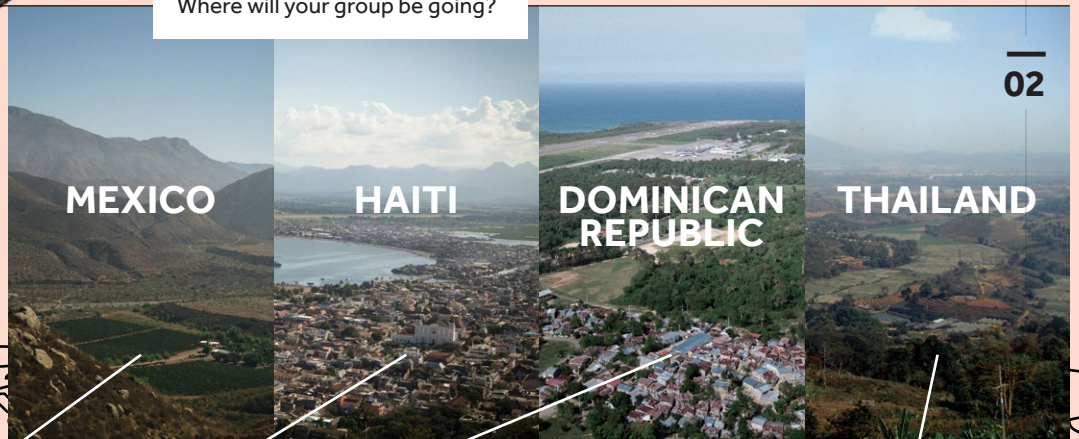 Where will your group be going?
02
MEXICO
HAITI
DOMINICAN
REPUBLIC
THAILAND